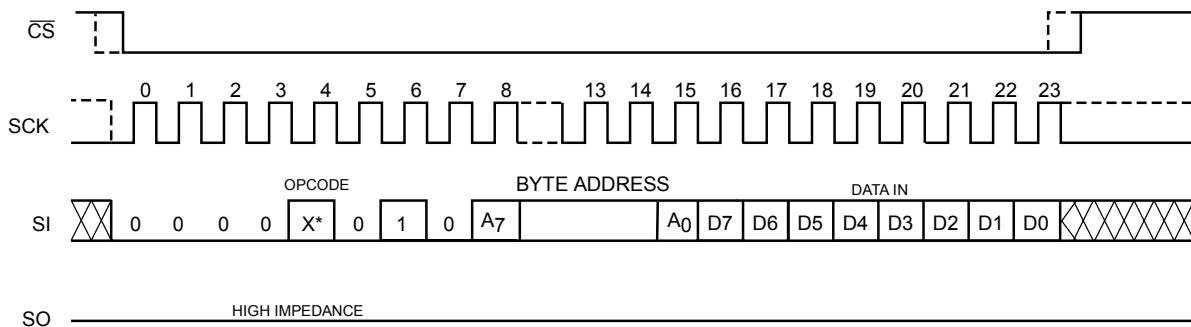 CS
0 1 2 3 4 5 6 7 8 13 14 15 16 17 18 19 20 21 22 23
SCK
OPCODE BYTE ADDRESS DATA IN
SI 0 0 0 0 X* 0 1 0 A7 A0 D7 D6 D5 D4 D3 D2 D1 D0
HIGH IMPEDANCE
SO